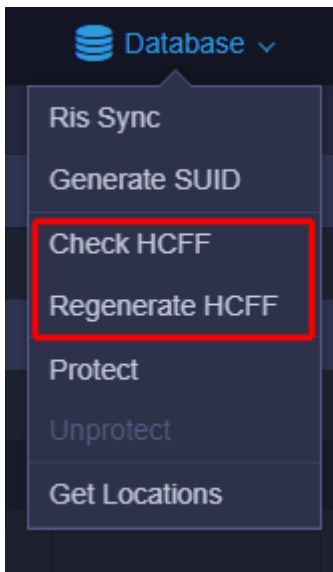 Database
Ris Sync
Generate SUID
Check HCFF
Regenerate HCFF
Protect
Unprotect
Get Locations